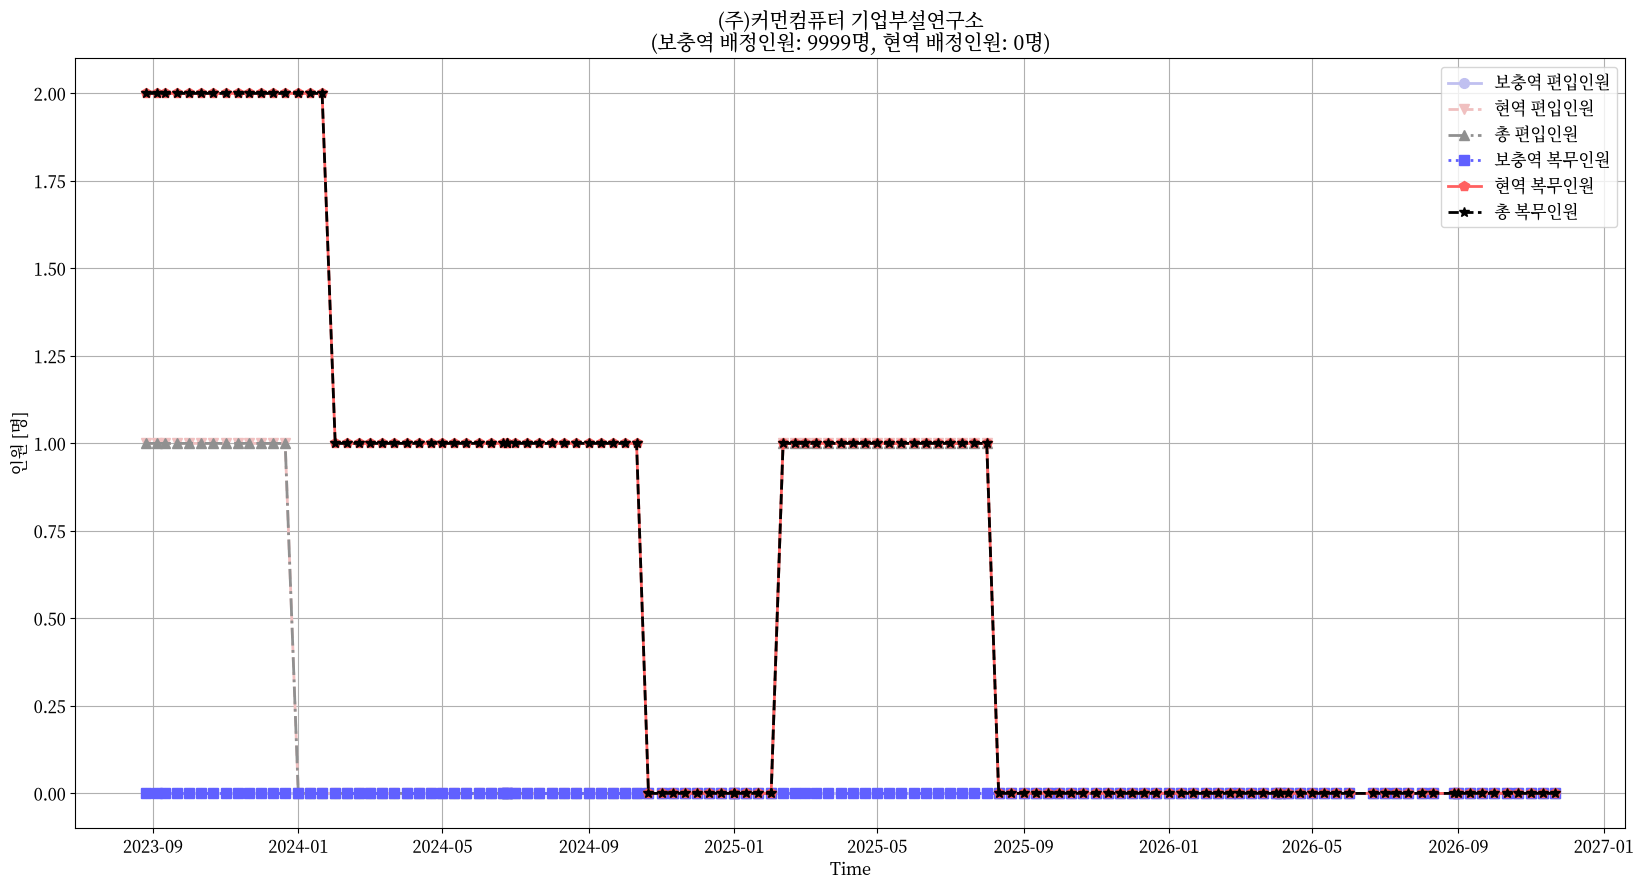 (주)커먼컴퓨터 기업부설연구소
(보충역 배정인원: 9999명, 현역 배정인원: 0명)
보충역 편입인원
현역 편입인원
총 편입인원
보충역 복무인원
현역 복무인원
총 복무인원
2.00
1.75
1.50
1.25
1.00
0.75
0.50
0.25
0.00
인원 [명]
2023-09 2024-01 2024-05 2024-09 2025-01 2025-05 2025-09 2026-01 2026-05 2026-09 2027-01
Time